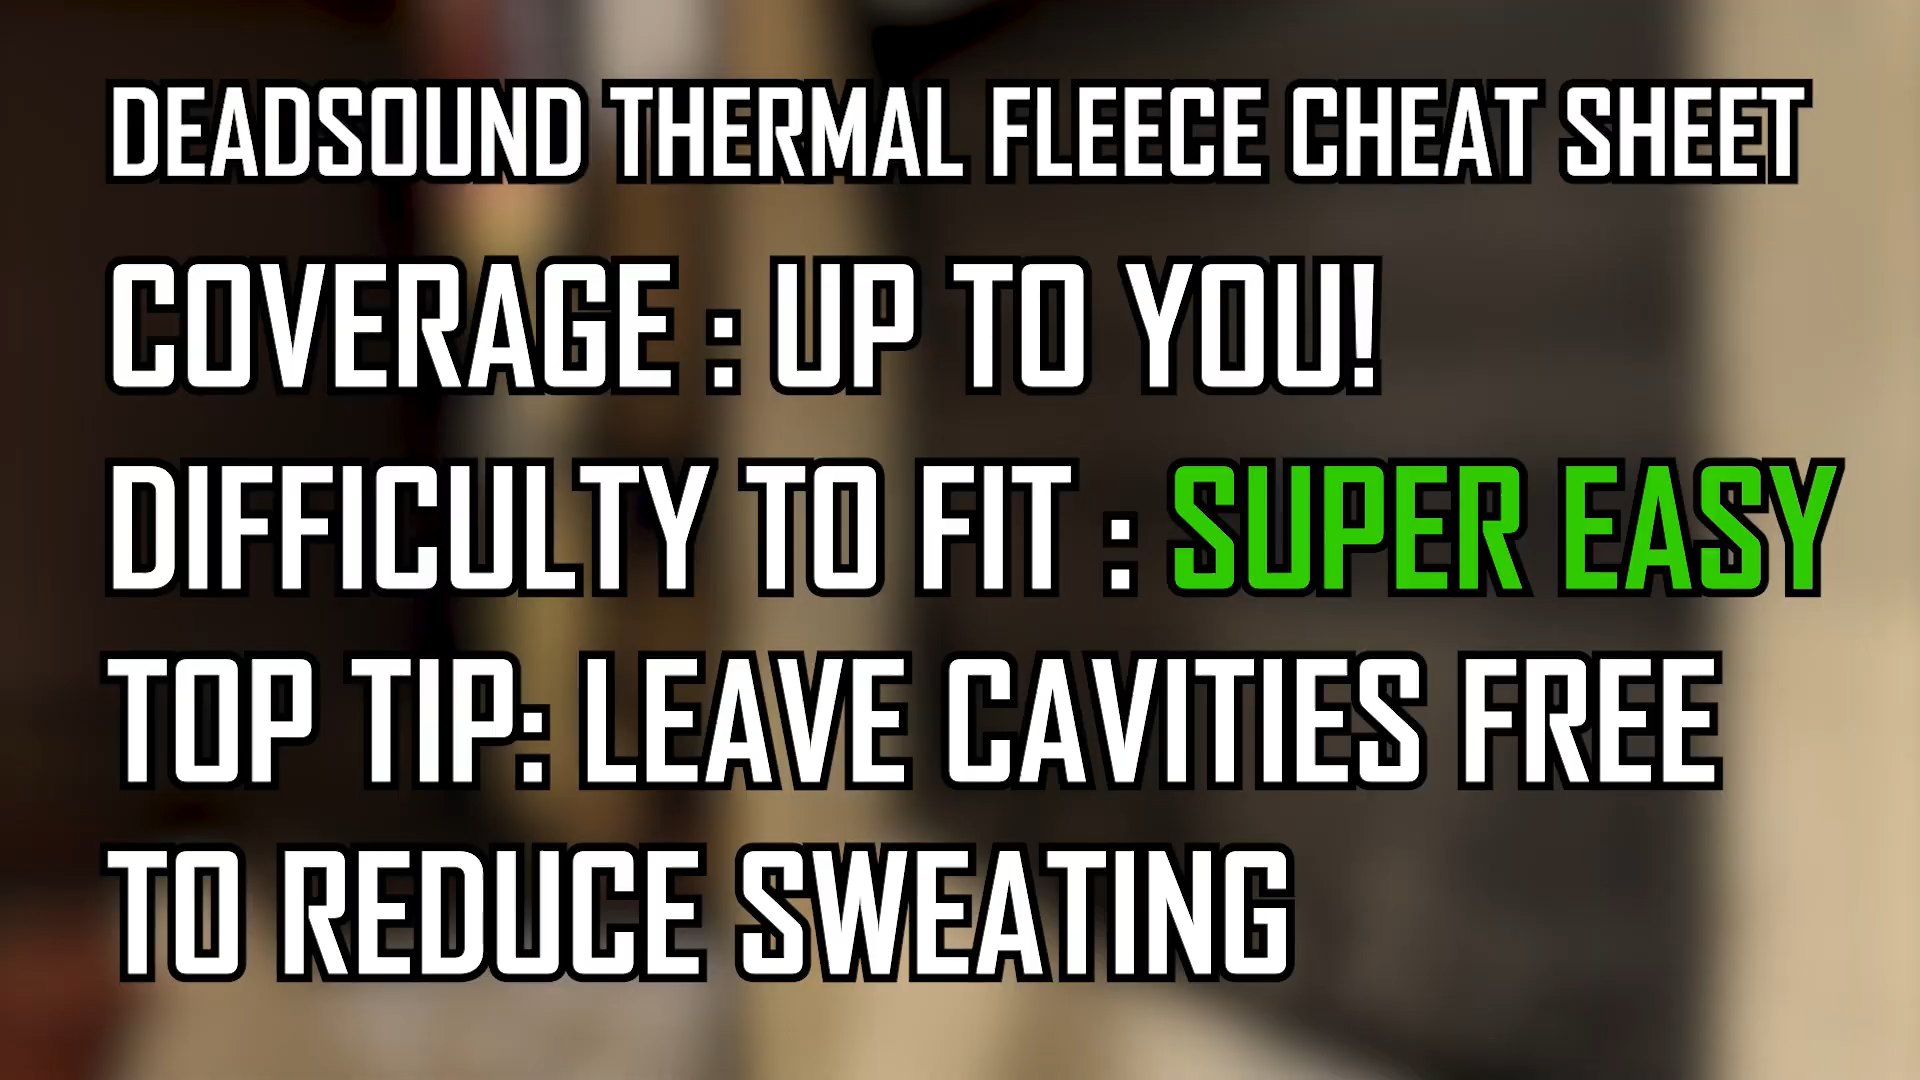 DEADSOUND THERMAL FLEECE CHEAT SHEET
COVERAGE : UP TO YOU!
DIFFICULTY TO FIT : SUPER EASY
TOP TIP: LEAVE CAVITIES FREE
TO REDUCE SWEATING